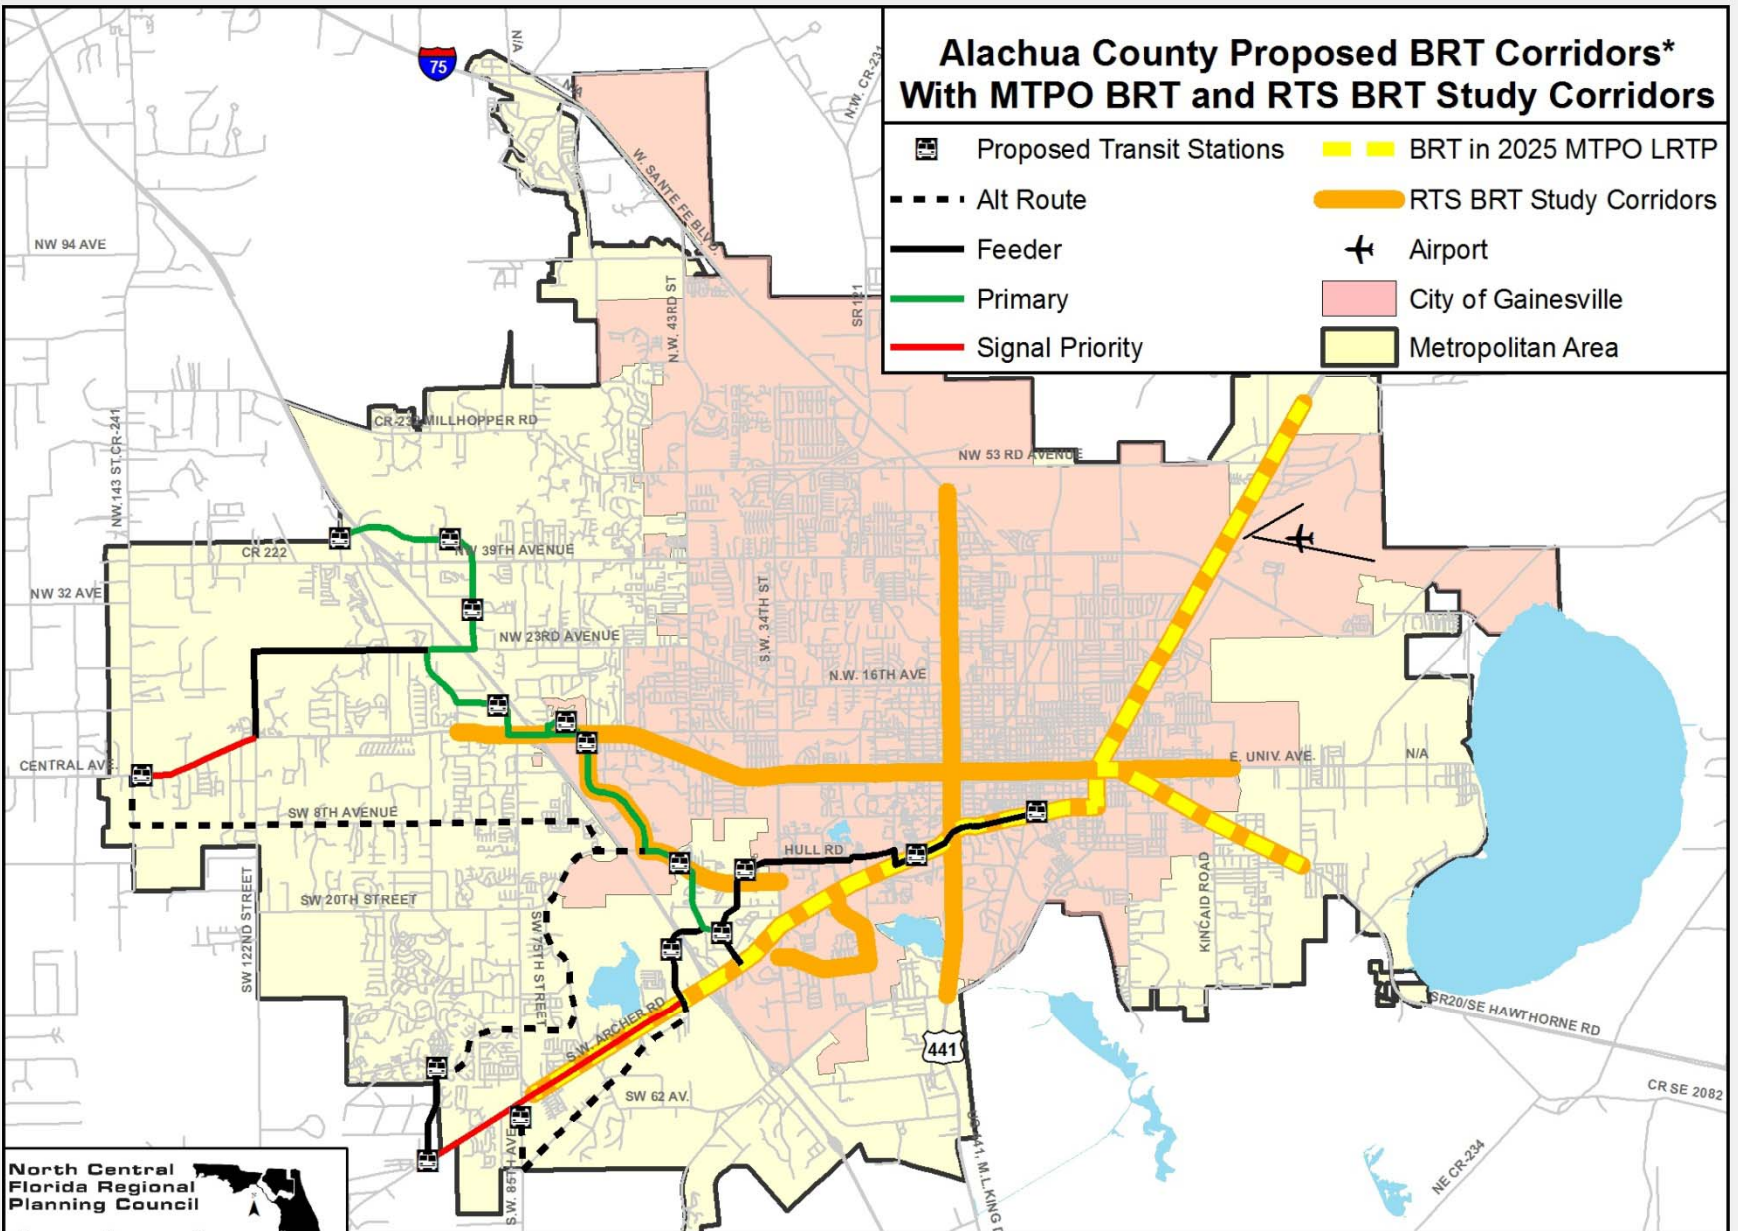 Alachua County Proposed BRT Corridors*
With MTPO BRT and RTS BRT Study Corridors
Proposed Transit Stations
Alt Route
Feeder
Primary
Signal Priority
BRT in 2025 MTPO LRTP
RTS BRT Study Corridors
Airport
City of Gainesville
Metropolitan Area
75
N/A
N/A
N.W. CR-231
W. SANTE FE BLVD.
NW 94 AVE
N.W. 43RD ST
SR 121
NW 143 ST,CR-241
MILLHOPPER RD
NW 53 RD AVENUE
CR 222
NW 39TH AVENUE
NW 32 AVE
S.W. 34TH ST
NW 23RD AVENUE
N.W. 16TH AVE
CENTRAL AVE.
E. UNIV. AVE.
N/A
SW 8TH AVENUE
HULL RD
SW 122ND STREET
SW 20TH STREET
SW 75TH STREET
KINCAID ROAD
S.W. ARCHER RD
SR20/SE HAWTHORNE RD
441
SW 62 AV.
CR SE 2082
S.W. 85TH AVE
NE CR-234
North Central
Florida Regional
Planning Council